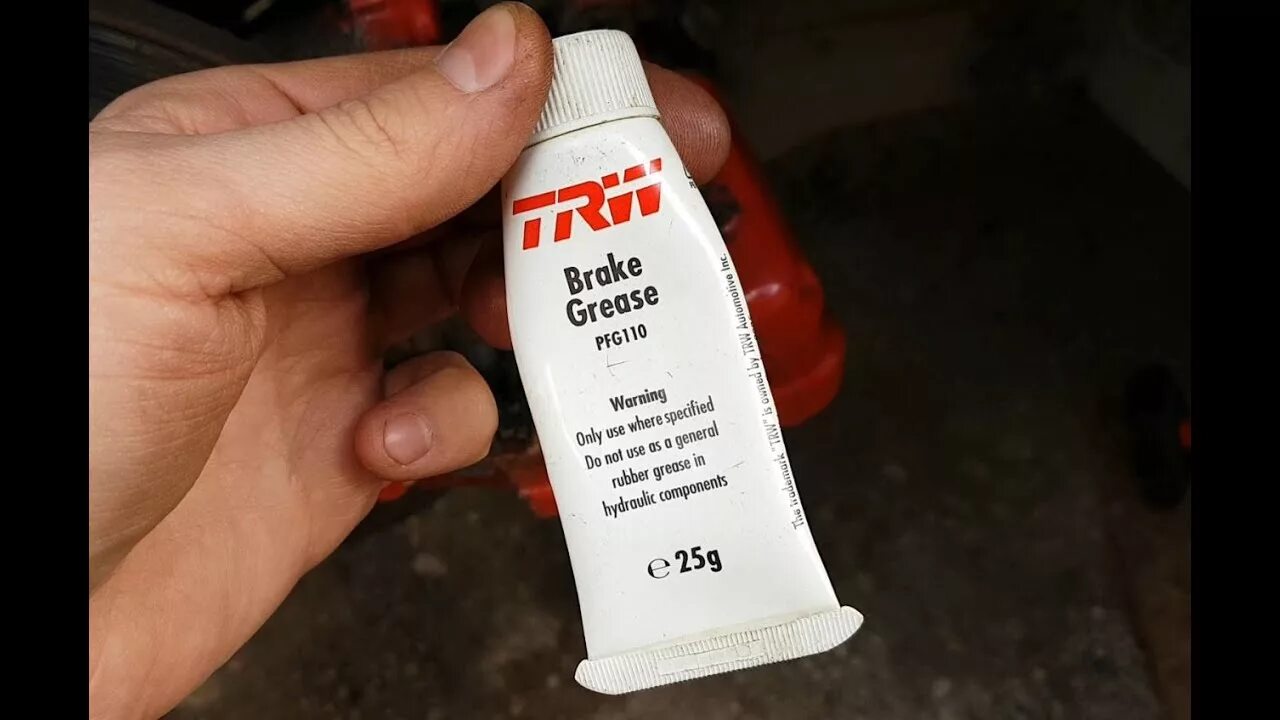 TRW
Brake
Grease
PFG110
Warning
Only use where specified
Do not use as a general
rubber grease in
hydraulic components
℮ 25g
The trademark "TRW" is owned by TRW Automotive Inc.